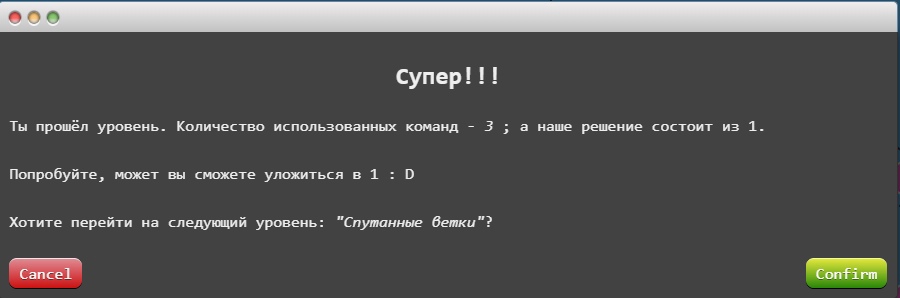 Супер!!!
Ты прошёл уровень. Количество использованных команд - 3 ; а наше решение состоит из 1.
Попробуйте, может вы сможете уложиться в 1 : D
Хотите перейти на следующий уровень: "Спутанные ветки"?
Cancel
Confirm